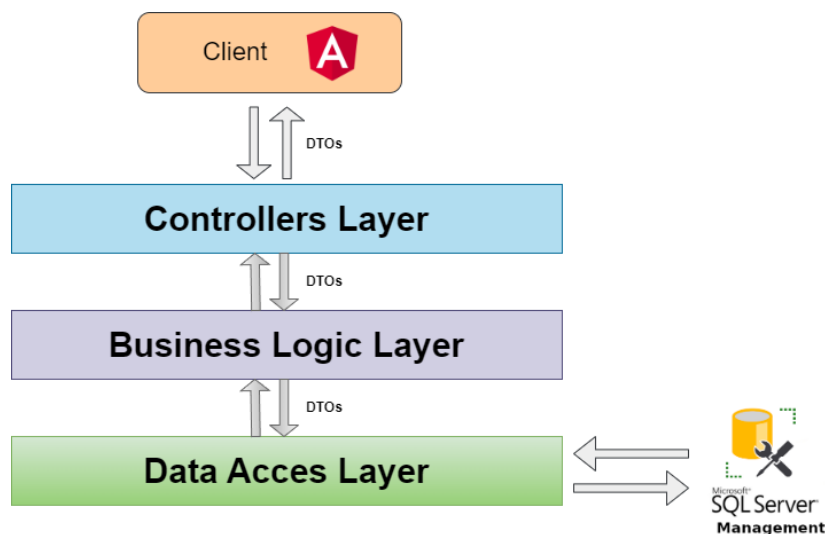 Client
A
DTOs
Controllers Layer
DTOs
Business Logic Layer
DTOs
Data Acces Layer
Microsoft®
SQL Server®
Management